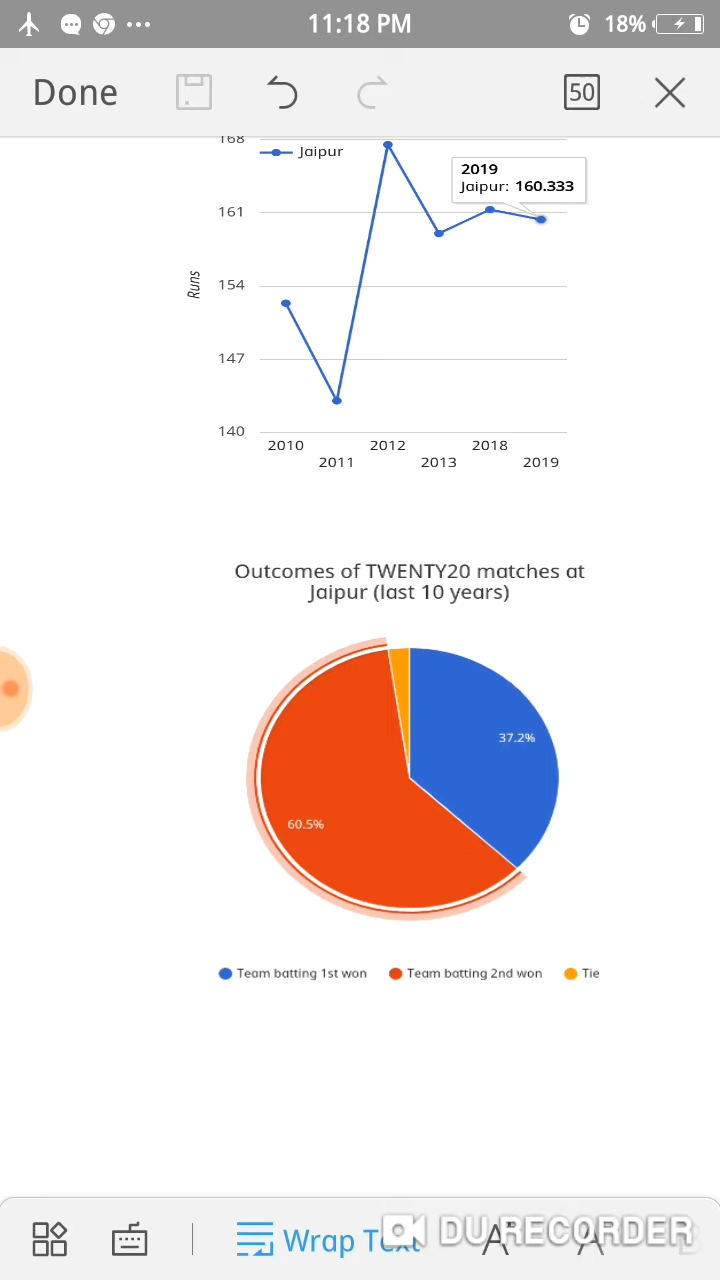 11:18 PM
18%
Done
50
168
Jaipur
2019
Jaipur: 160.333
161
Runs
154
147
140
2010
2012
2018
2011
2013
2019
Outcomes of TWENTY20 matches at
Jaipur (last 10 years)
37.2%
60.5%
Team batting 1st won
Team batting 2nd won
Tie
Wrap Text
DU RECORDER